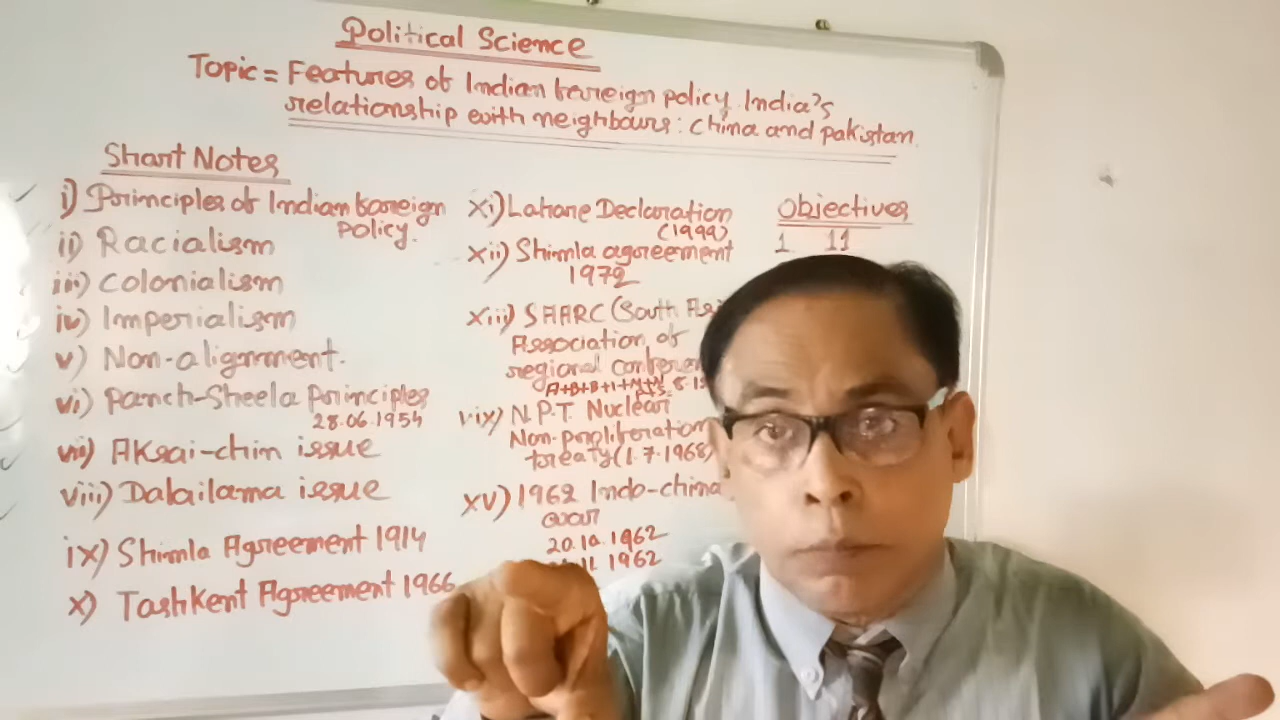 Political Science
Topic = Features of Indian foreign policy India's
relationship with neighbours: China and pakistan.
Short Notes
i) Principles of Indian foreign
policy.
ii) Racialism
iii) Colonialism
iv) Imperialism
v) Non-alignment.
vi) Panch-Sheela Principles
28.06.1954
vii) AKsai-chin issue
viii) Dalailama issue
ix) Shimla Agreement 1914
x) Tashkent Agreement 1966
xi) Lahore Declaration
(1999)
xii) Shimla agreement
1972
xiii) SAARC (South
Association of
regional
A+B+B+I+M+N
vix) N.P.T. Nuclear
Non-proliferation
treaty (1.7.1968)
xv) 1962 Indo-china
war
20.10.1962
11.1962
Objectives
1 11